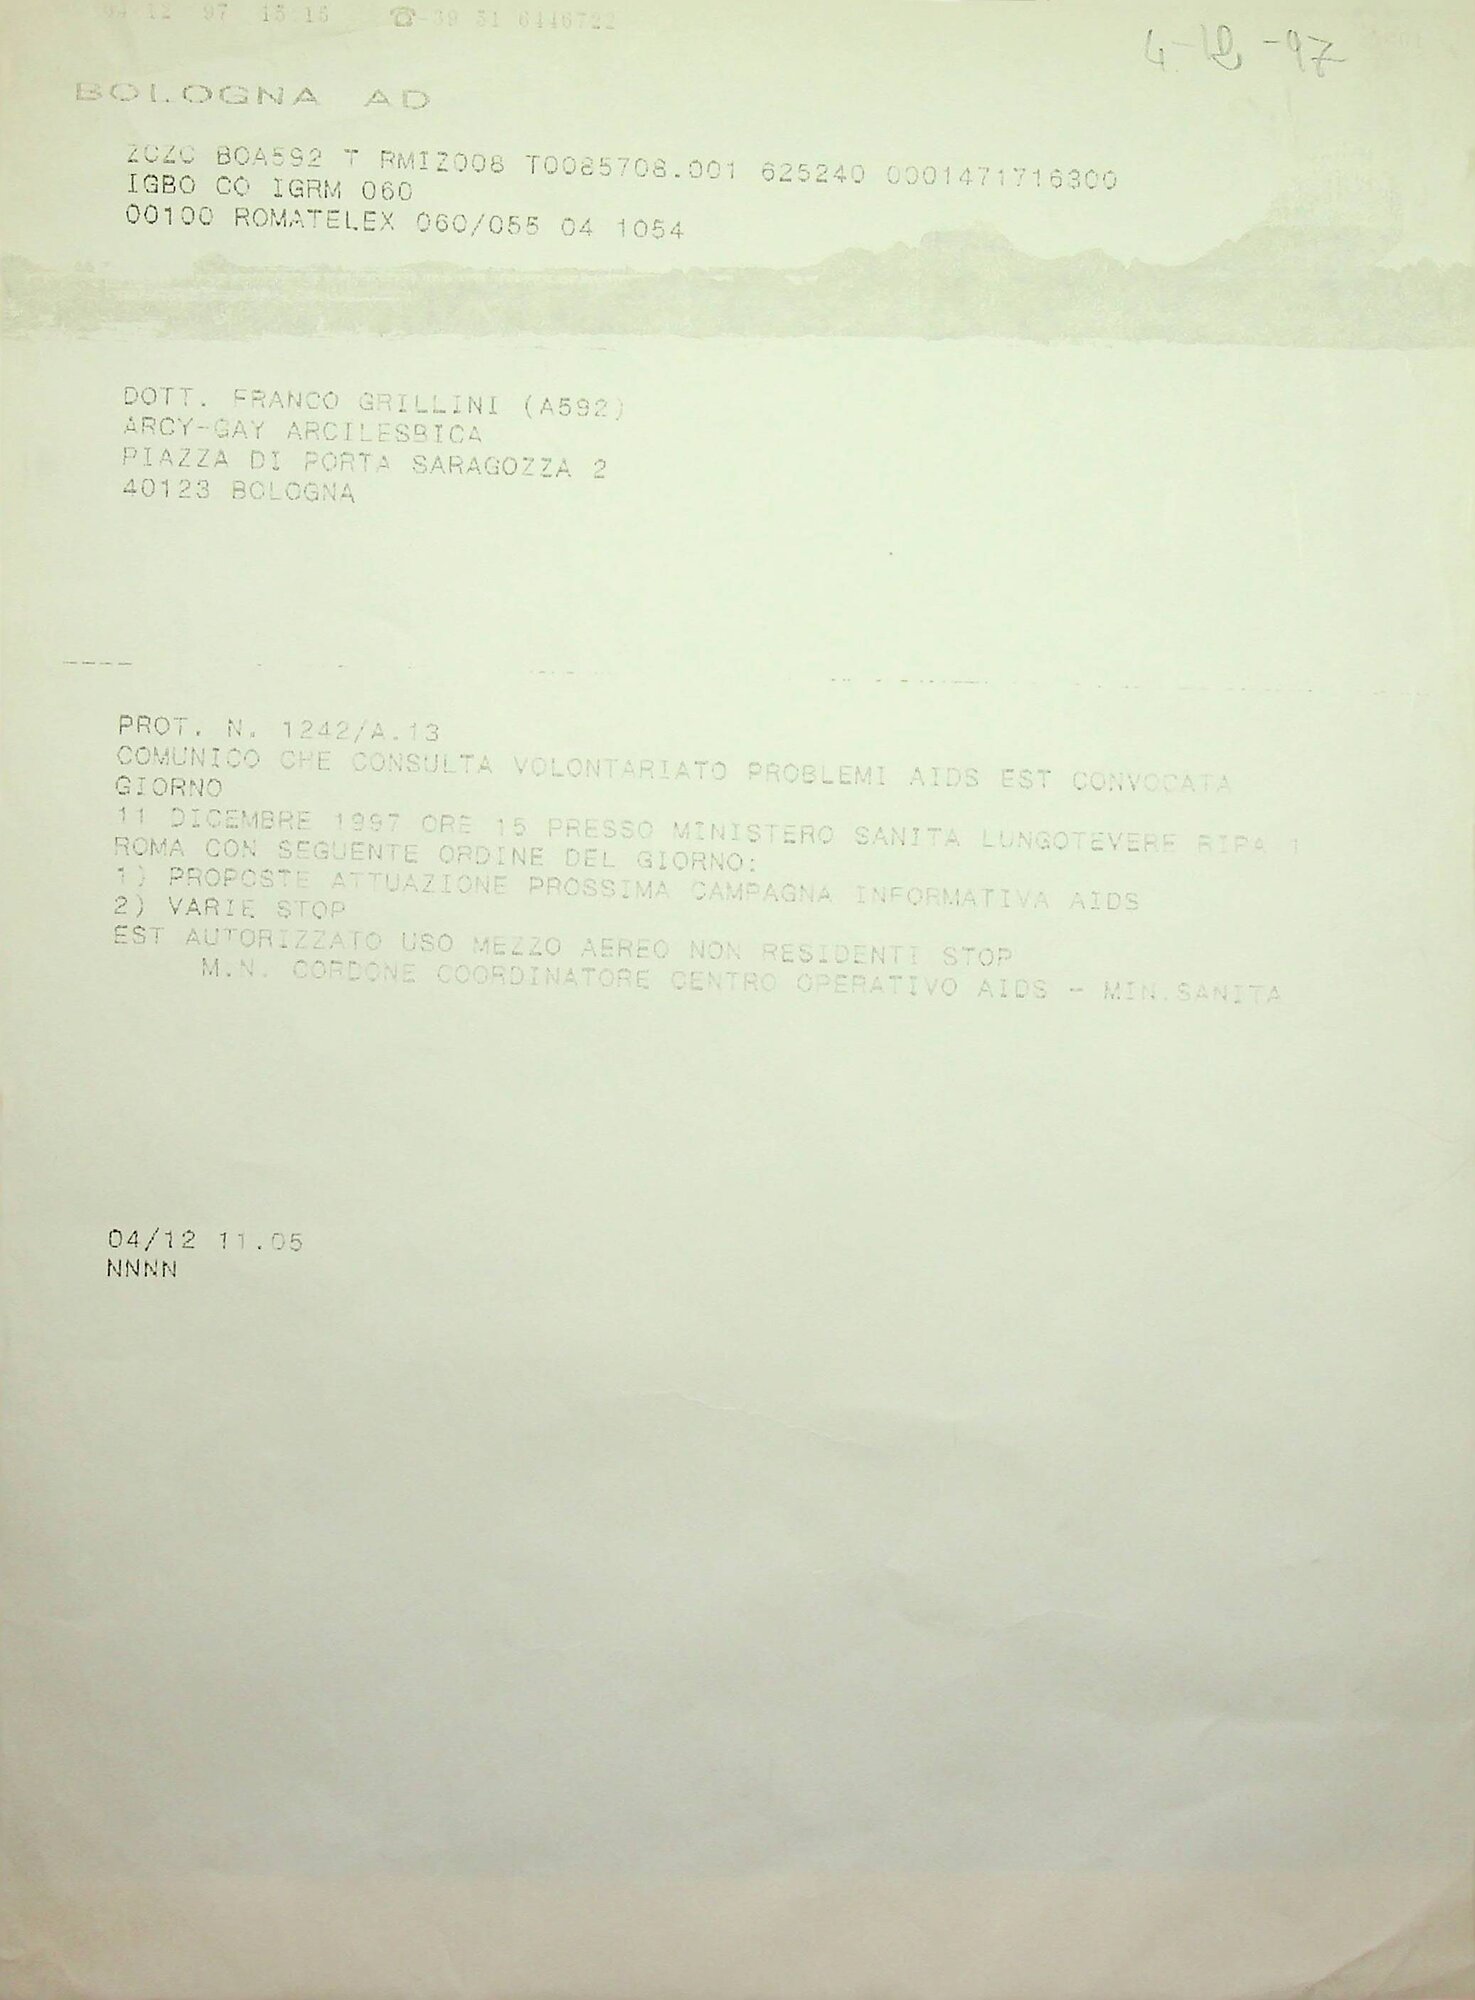 04 12 97 15:15 ☎-39 51 6446722
4-12-97
BOLOGNA AD
ZCZC BOA592 T RMIZ008 T0085708.001 625240 0001471716300
IGBO CO IGRM 060
00100 ROMATELEX 060/055 04 1054
DOTT. FRANCO GRILLINI (A592)
ARCY-GAY ARCILESBICA
PIAZZA DI PORTA SARAGOZZA 2
40123 BOLOGNA
PROT. N. 1242/A.13
COMUNICO CHE CONSULTA VOLONTARIATO PROBLEMI AIDS EST CONVOCATA
GIORNO
11 DICEMBRE 1997 ORE 15 PRESSO MINISTERO SANITA LUNGOTEVERE RIPA 1
ROMA CON SEGUENTE ORDINE DEL GIORNO:
1) PROPOSTE ATTUAZIONE PROSSIMA CAMPAGNA INFORMATIVA AIDS
2) VARIE STOP
EST AUTORIZZATO USO MEZZO AEREO NON RESIDENTI STOP
M.N. CORDONE COORDINATORE CENTRO OPERATIVO AIDS - MIN.SANITA
04/12 11.05
NNNN